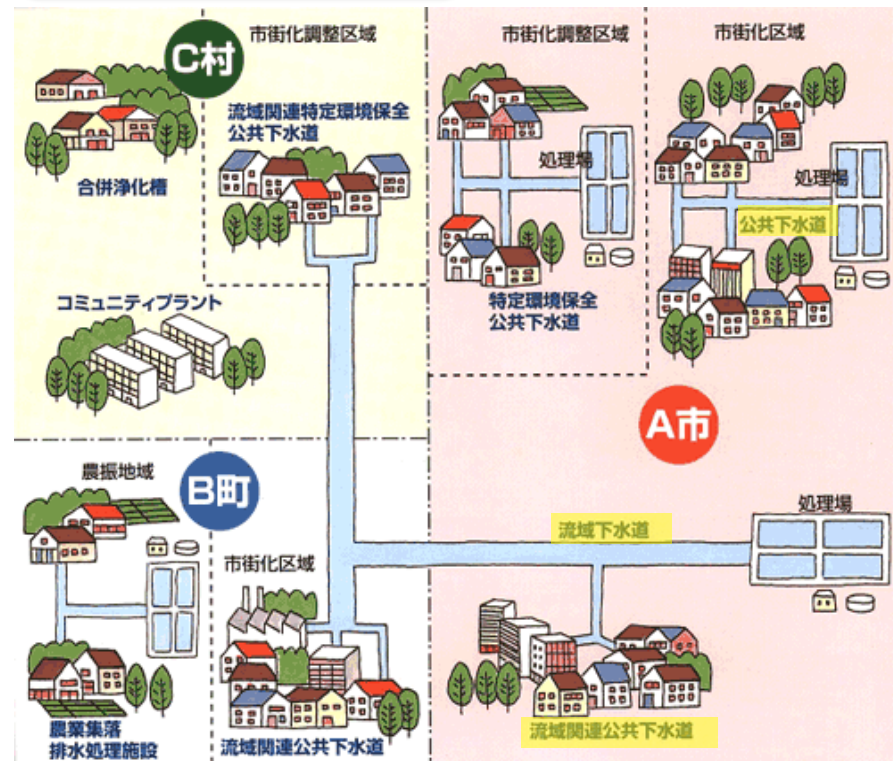 C村
市街化調整区域
流域関連特定環境保全
公共下水道
合併浄化槽
コミュニティプラント
市街化調整区域
処理場
特定環境保全
公共下水道
市街化区域
処理場
公共下水道
A市
農振地域
B町
農業集落
排水処理施設
市街化区域
流域関連公共下水道
流域下水道
処理場
流域関連公共下水道